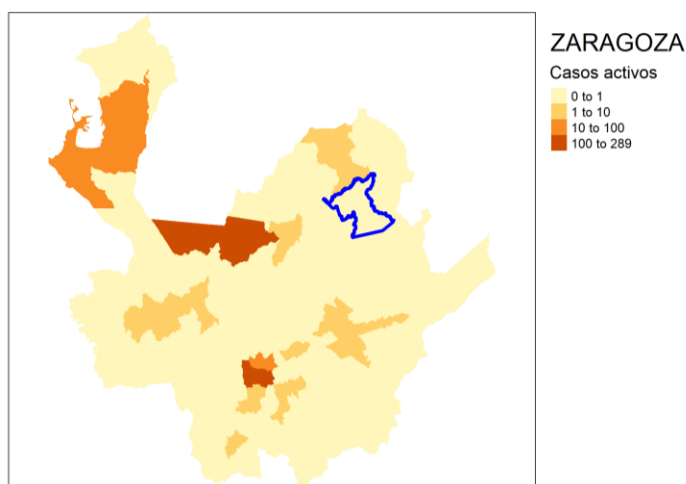 ZARAGOZA
Casos activos
0 to 1
1 to 10
10 to 100
100 to 289